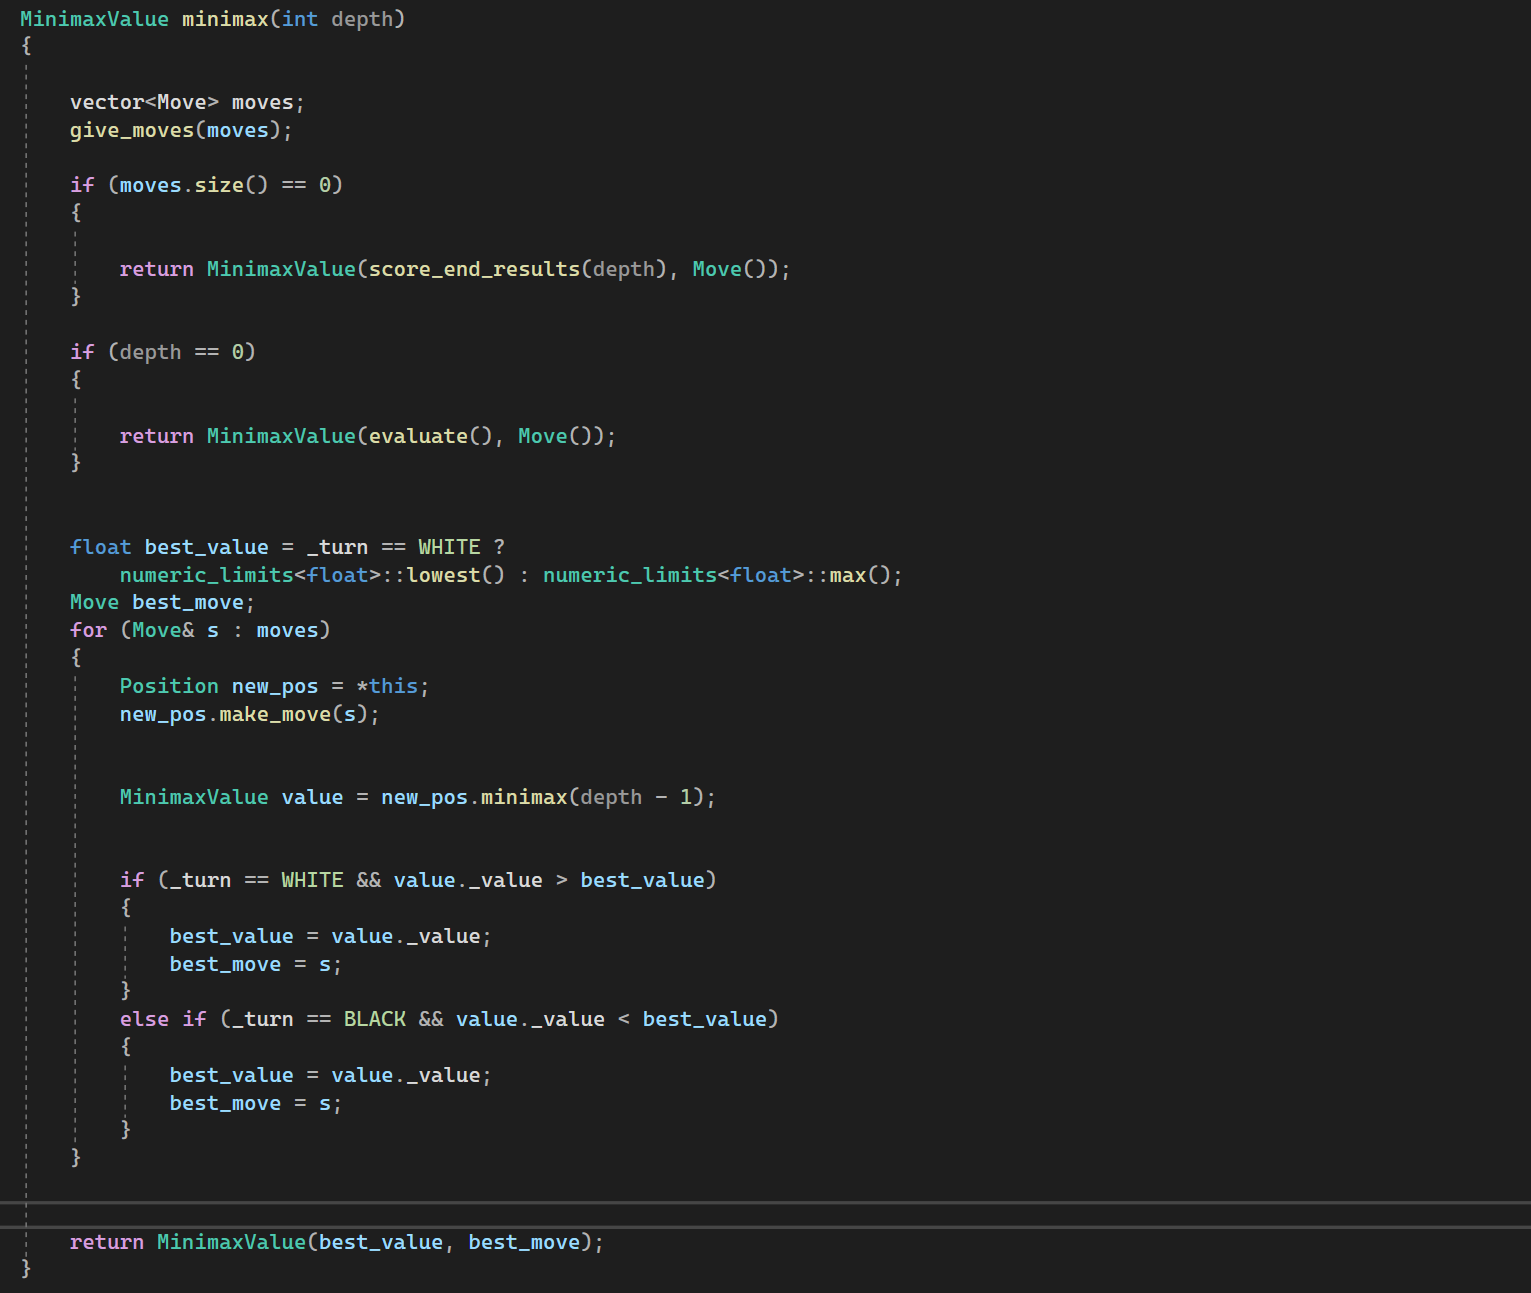 MinimaxValue minimax(int depth)
{
vector<Move> moves;
give_moves(moves);
if (moves.size() == 0)
{
return MinimaxValue(score_end_results(depth), Move());
}
if (depth == 0)
{
return MinimaxValue(evaluate(), Move());
}
float best_value = _turn == WHITE ?
numeric_limits<float>::lowest() : numeric_limits<float>::max();
Move best_move;
for (Move& s : moves)
{
Position new_pos = *this;
new_pos.make_move(s);
MinimaxValue value = new_pos.minimax(depth - 1);
if (_turn == WHITE && value._value > best_value)
{
best_value = value._value;
best_move = s;
}
else if (_turn == BLACK && value._value < best_value)
{
best_value = value._value;
best_move = s;
}
}
return MinimaxValue(best_value, best_move);
}